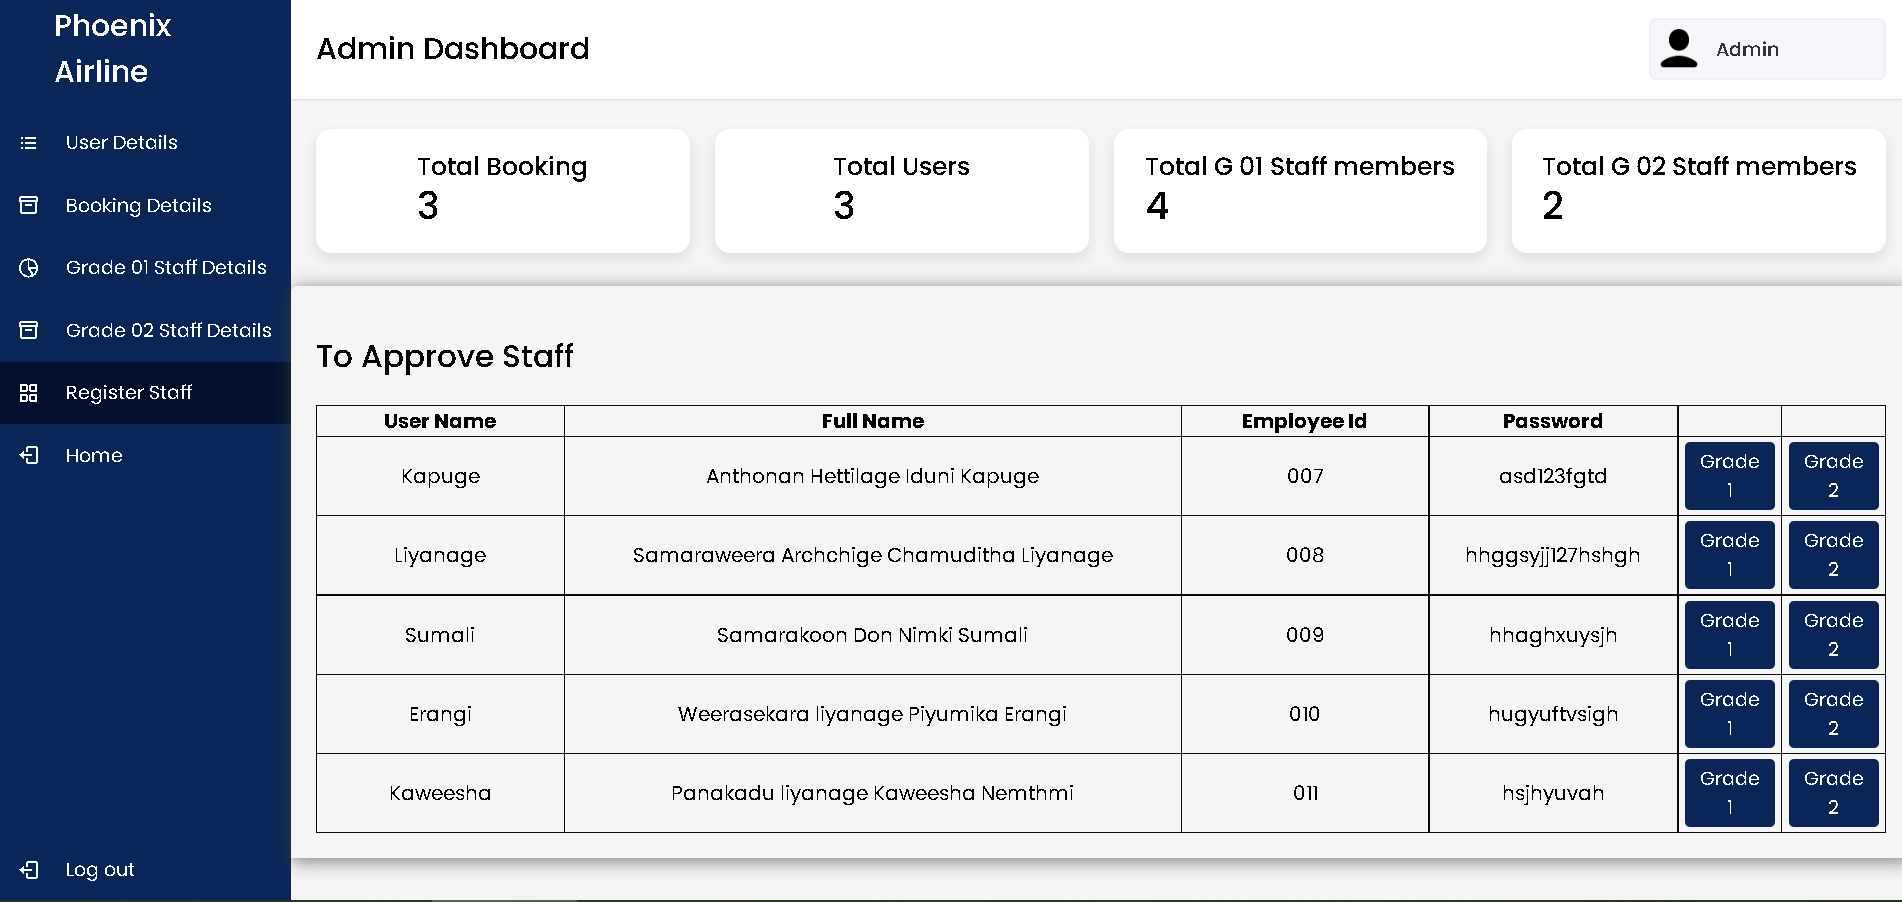 Phoenix
Airline
User Details
Booking Details
Grade 01 Staff Details
Grade 02 Staff Details
Register Staff
Home
Log out
Admin Dashboard
Admin
Total Booking
3
Total Users
3
Total G 01 Staff members
4
Total G 02 Staff members
2
To Approve Staff
User Name Full Name Employee Id Password
Kapuge Anthonan Hettilage Iduni Kapuge 007 asd123fgtd Grade 1 Grade 2
Liyanage Samaraweera Archchige Chamuditha Liyanage 008 hhggsyjj127hshgh Grade 1 Grade 2
Sumali Samarakoon Don Nimki Sumali 009 hhaghxuysjh Grade 1 Grade 2
Erangi Weerasekara liyanage Piyumika Erangi 010 hugyuftvsigh Grade 1 Grade 2
Kaweesha Panakadu liyanage Kaweesha Nemthmi 011 hsjhyuvah Grade 1 Grade 2